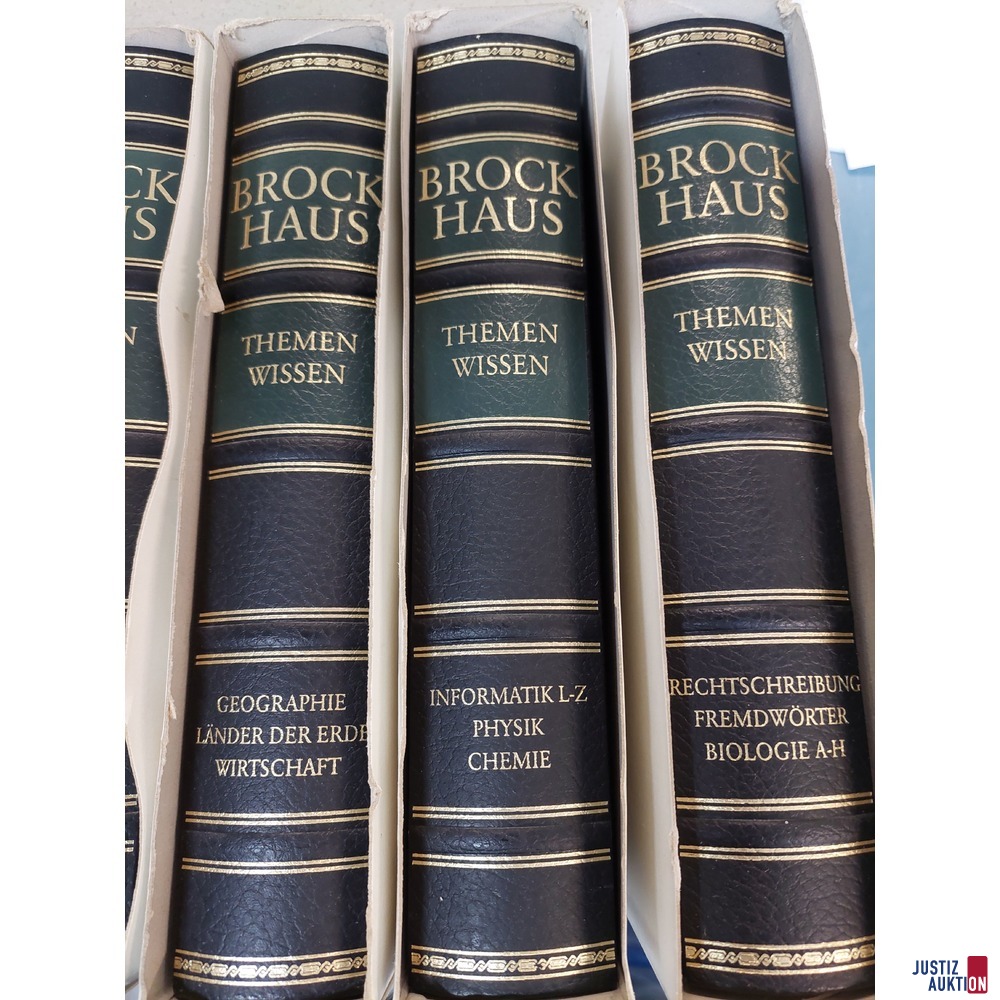 CK
S
N
BROCK
HAUS
THEMEN
WISSEN
GEOGRAPHIE
LÄNDER DER ERDE
WIRTSCHAFT
BROCK
HAUS
THEMEN
WISSEN
INFORMATIK L-Z
PHYSIK
CHEMIE
BROCK
HAUS
THEMEN
WISSEN
RECHTSCHREIBUNG
FREMDWÖRTER
BIOLOGIE A-H
JUSTIZ
AUKTION